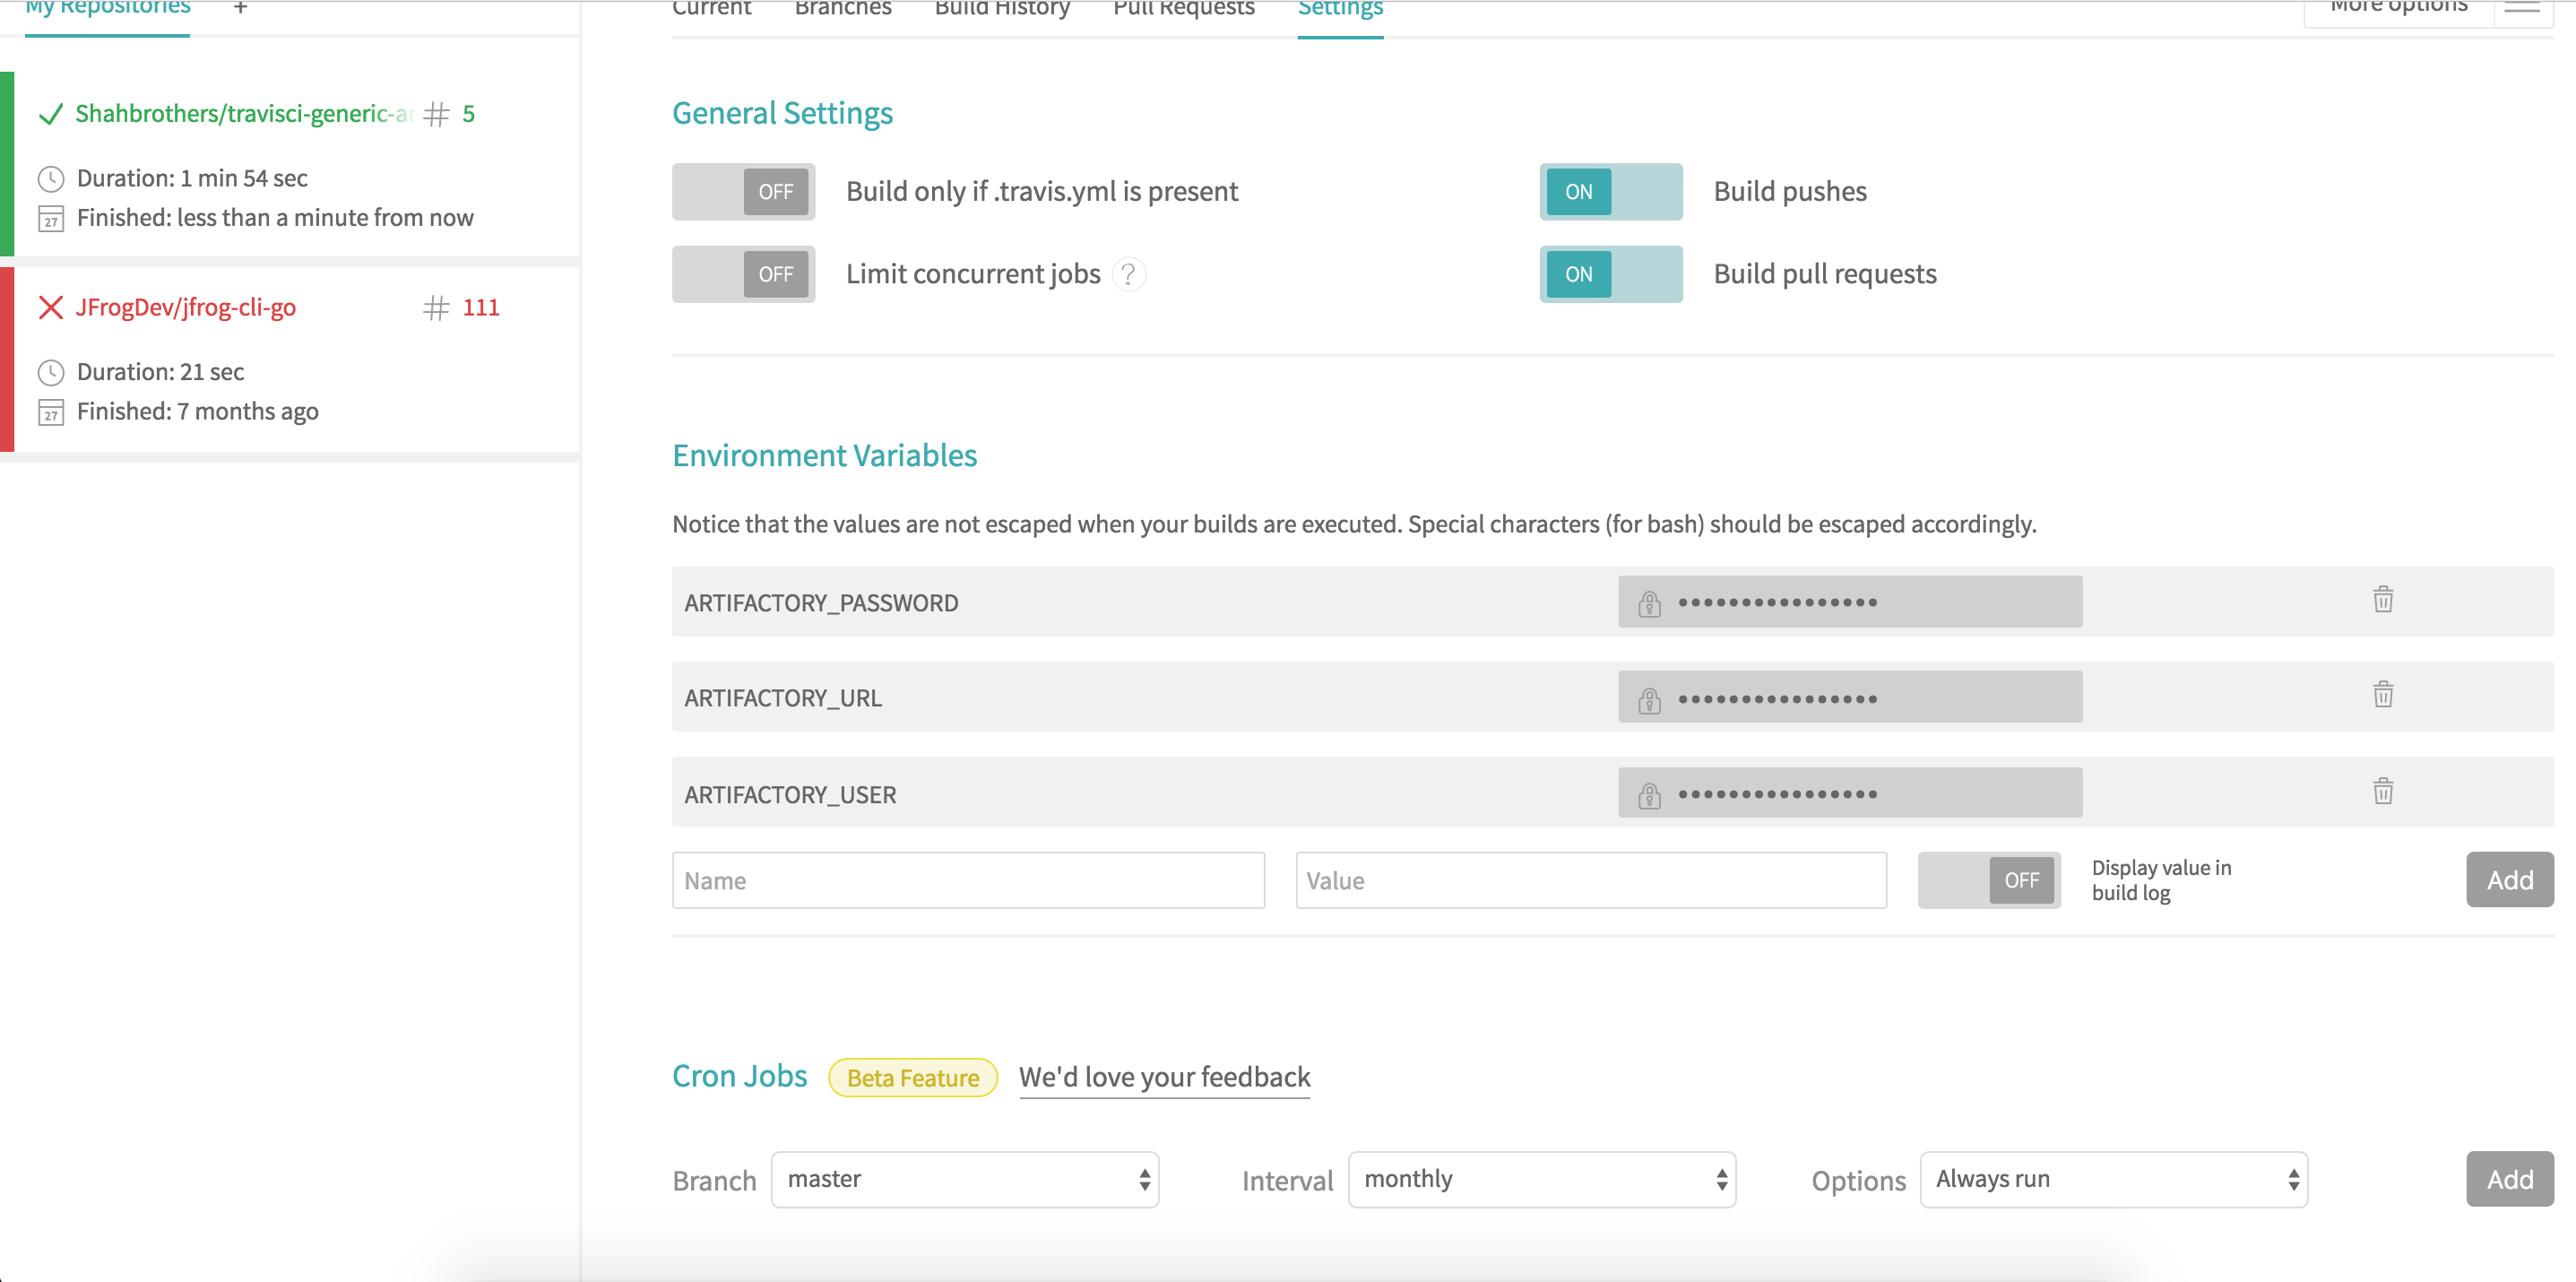 My Repositories +
Current Branches Build History Pull Requests Settings More options
Shahbrothers/travisci-generic-ar # 5
Duration: 1 min 54 sec
27 Finished: less than a minute from now
JFrogDev/jfrog-cli-go # 111
Duration: 21 sec
27 Finished: 7 months ago
General Settings
OFF Build only if .travis.yml is present ON Build pushes
OFF Limit concurrent jobs ? ON Build pull requests
Environment Variables
Notice that the values are not escaped when your builds are executed. Special characters (for bash) should be escaped accordingly.
ARTIFACTORY_PASSWORD ••••••••••••••••
ARTIFACTORY_URL ••••••••••••••••
ARTIFACTORY_USER ••••••••••••••••
Name Value OFF Display value in
build log
Add
Cron Jobs Beta Feature We'd love your feedback
Branch master Interval monthly Options Always run Add